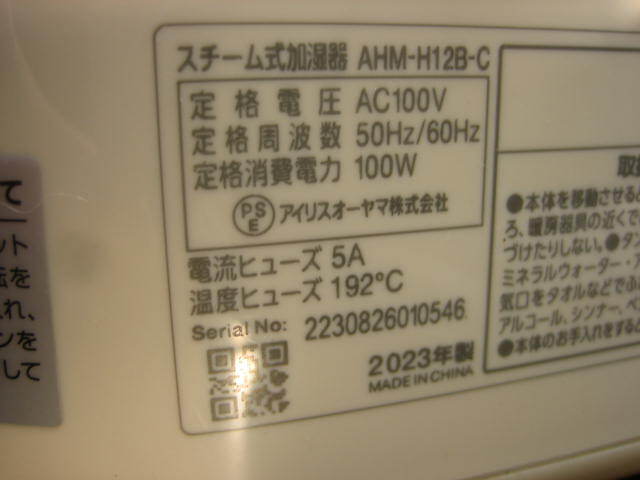 スチーム式加湿器 AHM-H12B-C
定格電圧 AC100V
定格周波数 50Hz/60Hz
定格消費電力 100W
PS
E
アイリスオーヤマ株式会社
電流ヒューズ 5A
温度ヒューズ 192°C
Serial No: 2230826010546
2023年製
MADE IN CHINA
て
ット
転を
れ、
ンを
して
取
●本体を移動させると
ろ、暖房器具の近くで
づけたりしない。●タン
ミネラルウォーター・ア
気口をタオルなどでふ
アルコール、シンナー、ベ
●本体のお手入れをする